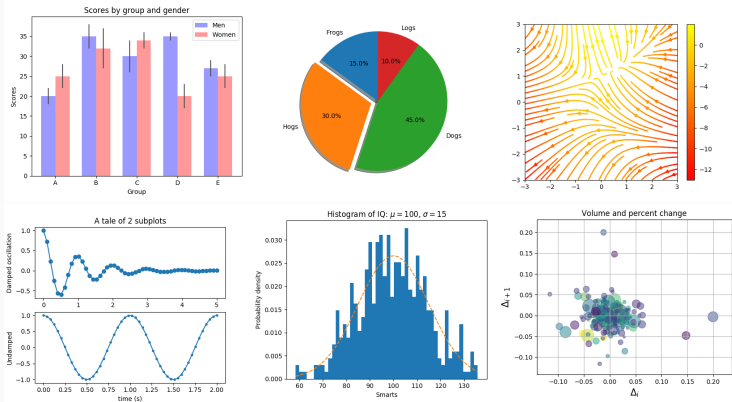 Scores by group and gender
Men
Women
Scores
40
35
30
25
20
15
10
5
0
A B C D E
Group
Frogs
Logs
15.0%
10.0%
30.0%
Hogs
45.0%
Dogs
3
2
1
0
−1
−2
−3
−3 −2 −1 0 1 2 3
0
−2
−4
−6
−8
−10
−12
A tale of 2 subplots
Damped oscillation
1.0
0.5
0.0
−0.5
0 1 2 3 4 5
Undamped
1.0
0.5
0.0
−0.5
−1.0
0.00 0.25 0.50 0.75 1.00 1.25 1.50 1.75 2.00
time (s)
Histogram of IQ: μ = 100, σ = 15
Probability density
0.030
0.025
0.020
0.015
0.010
0.005
0.000
60 70 80 90 100 110 120 130
Smarts
Volume and percent change
Δi + 1
0.20
0.15
0.10
0.05
0.00
−0.05
−0.10
−0.10 −0.05 0.00 0.05 0.10 0.15 0.20
Δi